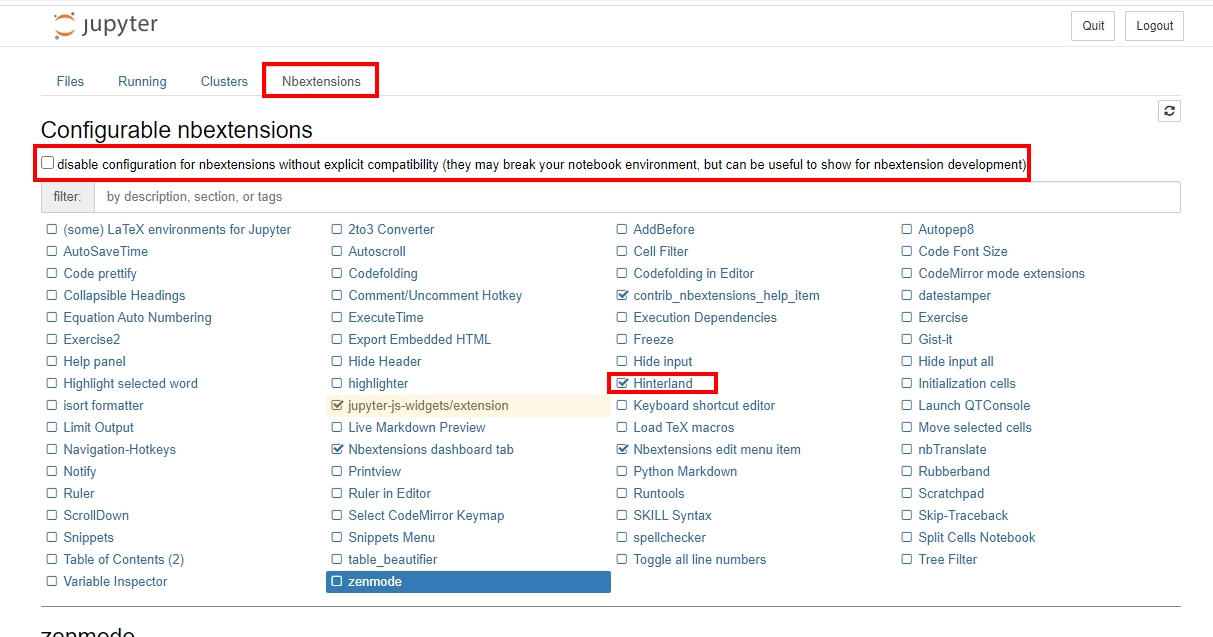 jupyter
Quit
Logout
Files
Running
Clusters
Nbextensions
Configurable nbextensions
disable configuration for nbextensions without explicit compatibility (they may break your notebook environment, but can be useful to show for nbextension development)
filter: by description, section, or tags
(some) LaTeX environments for Jupyter
2to3 Converter
AddBefore
Autopep8
AutoSaveTime
Autoscroll
Cell Filter
Code Font Size
Code prettify
Codefolding
Codefolding in Editor
CodeMirror mode extensions
Collapsible Headings
Comment/Uncomment Hotkey
contrib_nbextensions_help_item
datestamper
Equation Auto Numbering
ExecuteTime
Execution Dependencies
Exercise
Exercise2
Export Embedded HTML
Freeze
Gist-it
Help panel
Hide Header
Hide input
Hide input all
Highlight selected word
highlighter
Hinterland
Initialization cells
isort formatter
jupyter-js-widgets/extension
Keyboard shortcut editor
Launch QTConsole
Limit Output
Live Markdown Preview
Load TeX macros
Move selected cells
Navigation-Hotkeys
Nbextensions dashboard tab
Nbextensions edit menu item
nbTranslate
Notify
Printview
Python Markdown
Rubberband
Ruler
Ruler in Editor
Runtools
Scratchpad
ScrollDown
Select CodeMirror Keymap
SKILL Syntax
Skip-Traceback
Snippets
Snippets Menu
spellchecker
Split Cells Notebook
Table of Contents (2)
table_beautifier
Toggle all line numbers
Tree Filter
Variable Inspector
zenmode
zenmode